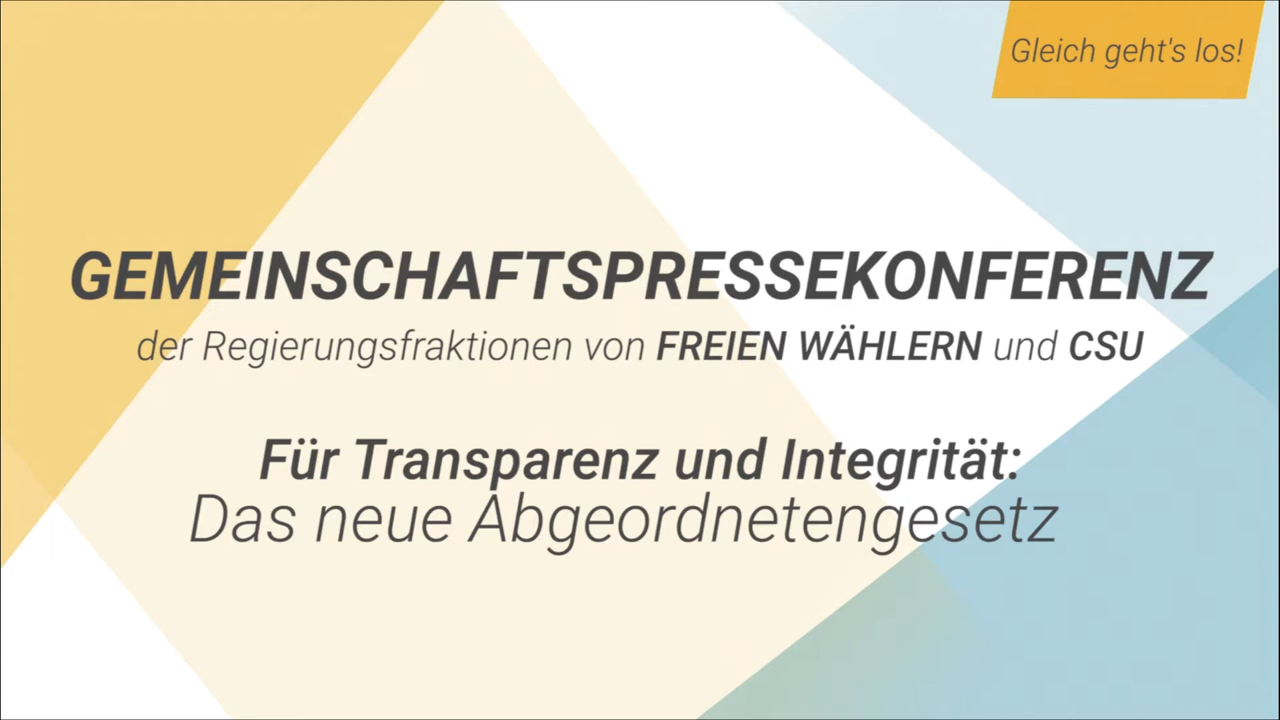 Gleich geht's los!
GEMEINSCHAFTSPRESSEKONFERENZ
der Regierungsfraktionen von FREIEN WÄHLERN und CSU
Für Transparenz und Integrität:
Das neue Abgeordnetengesetz